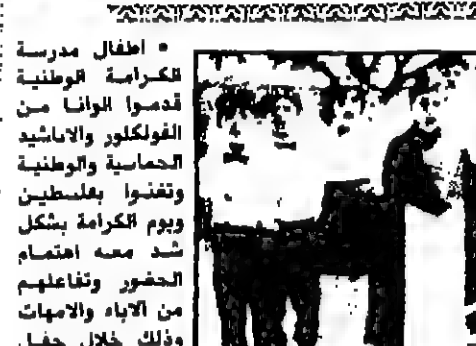 • اطفال مدرسة
الكرامة الوطنية
قدموا الوانا من
الفولكلور والاناشيد
الحماسية والوطنية
وتغنوا بفلسطين
ويوم الكرامة بشكل
شد معه اهتمام
الحضور وتفاعلهم
من الاباء والامهات
وذلك خلال حفل